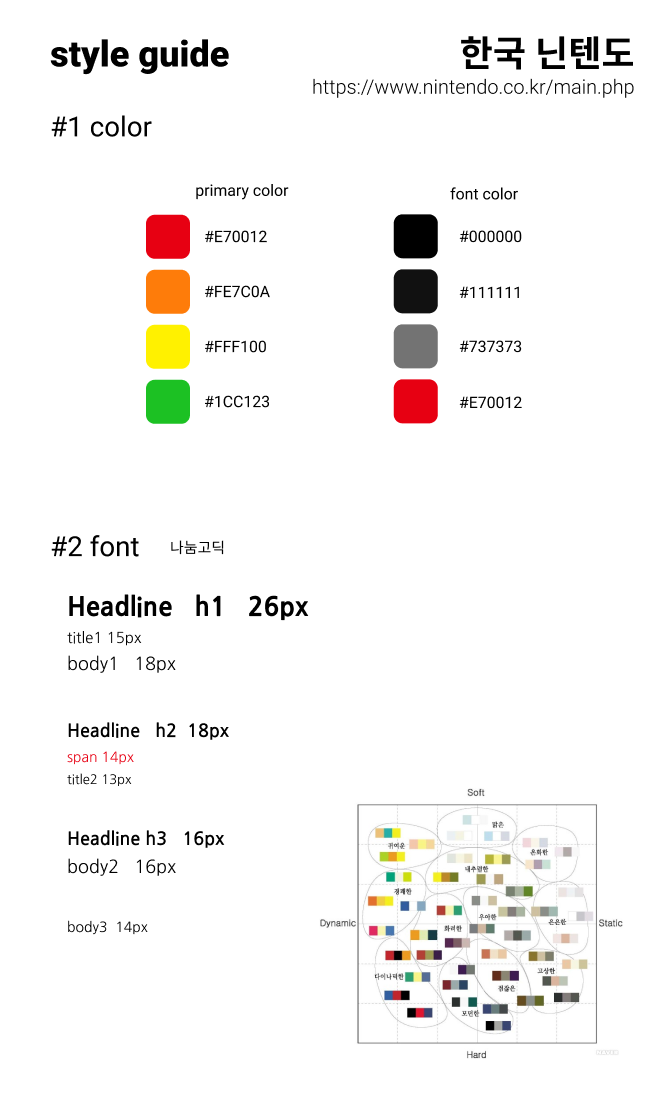 style guide
한국 닌텐도
https://www.nintendo.co.kr/main.php
#1 color
primary color
font color
#E70012
#000000
#FE7C0A
#111111
#FFF100
#737373
#1CC123
#E70012
#2 font 나눔고딕
Headline h1 26px
title1 15px
body1 18px
Headline h2 18px
span 14px
title2 13px
Headline h3 16px
body2 16px
body3 14px
Soft
맑은
귀여운
온화한
내추럴한
경쾌한
우아한
은은한
화려한
Dynamic
Static
다이나믹한
고상한
점잖은
모던한
Hard